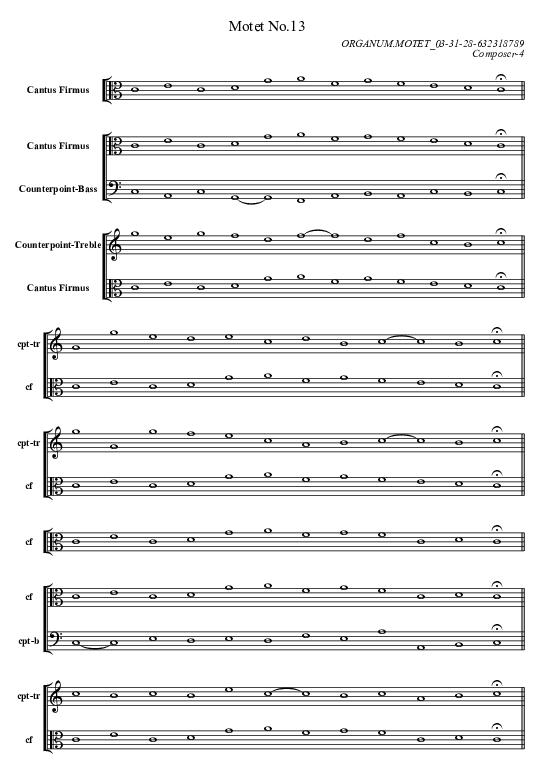 Motet No.13
ORGANUM.MOTET_03-31-28-632318789
Composer-4
Cantus Firmus
Cantus Firmus
Counterpoint-Bass
Counterpoint-Treble
Cantus Firmus
cpt-tr
cf
cpt-tr
cf
cf
cf
cpt-b
cpt-tr
cf